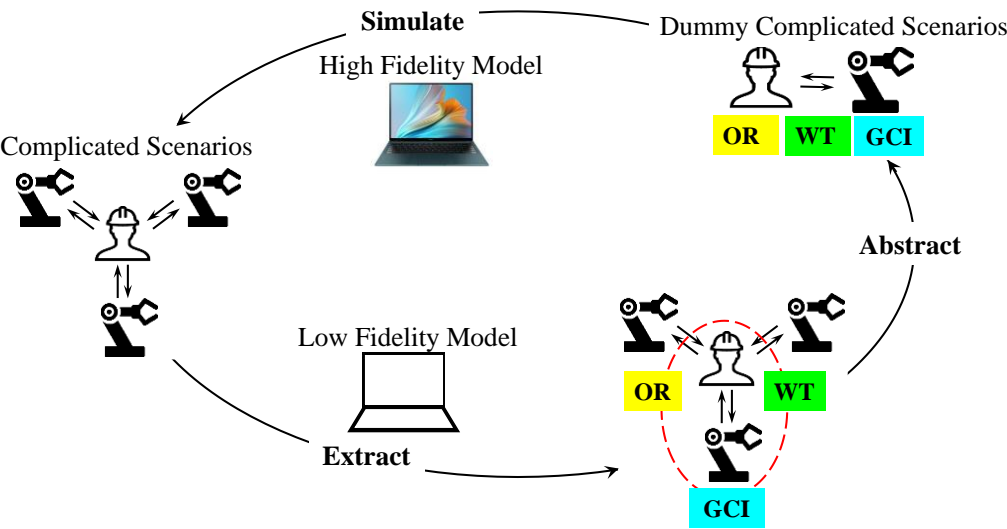 Simulate
Dummy Complicated Scenarios
High Fidelity Model
OR WT GCI
Complicated Scenarios
Abstract
Low Fidelity Model
OR WT
Extract
GCI